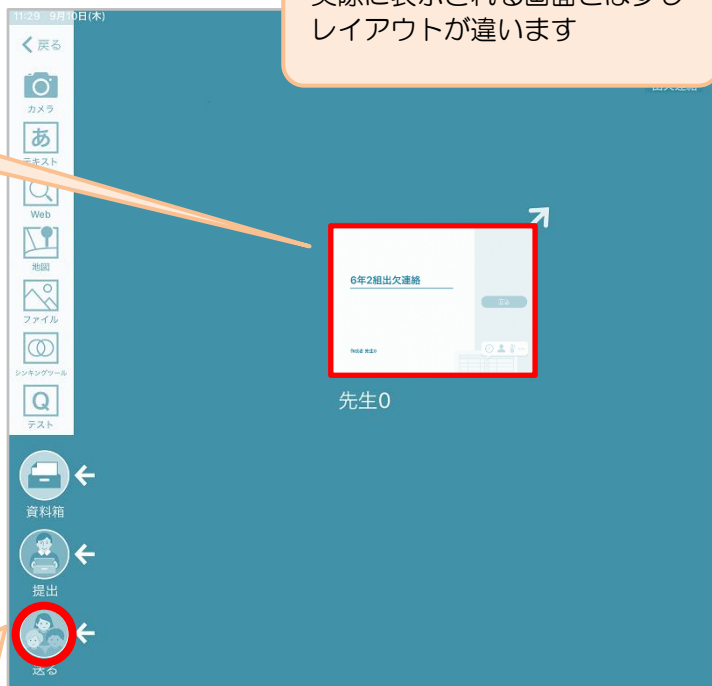 11:29 9月10日(木)
レイアウトが違います
戻る
カメラ
あ
テキスト
Web
地図
ファイル
シンキングツール
Q
テスト
6年2組出欠連絡
先生0
資料箱
提出
送る